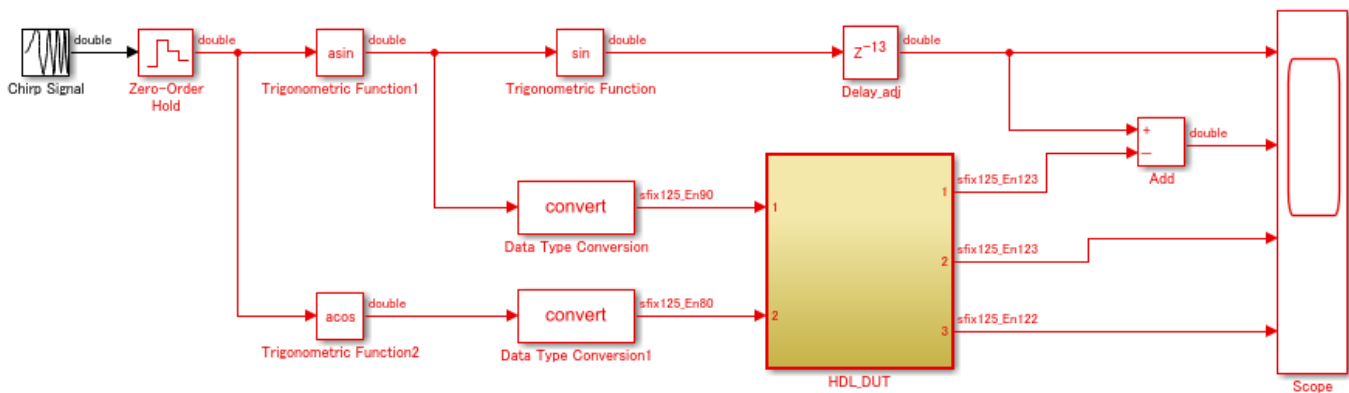 double
Chirp Signal
double
Zero-Order
Hold
asin
double
Trigonometric Function1
sin
double
Trigonometric Function
Z-13
double
Delay_adj
+
−
double
Add
convert
sfix125_En90
Data Type Conversion
acos
double
Trigonometric Function2
convert
sfix125_En80
Data Type Conversion1
1
2
1
2
3
HDL_DUT
sfix125_En123
sfix125_En123
sfix125_En122
Scope